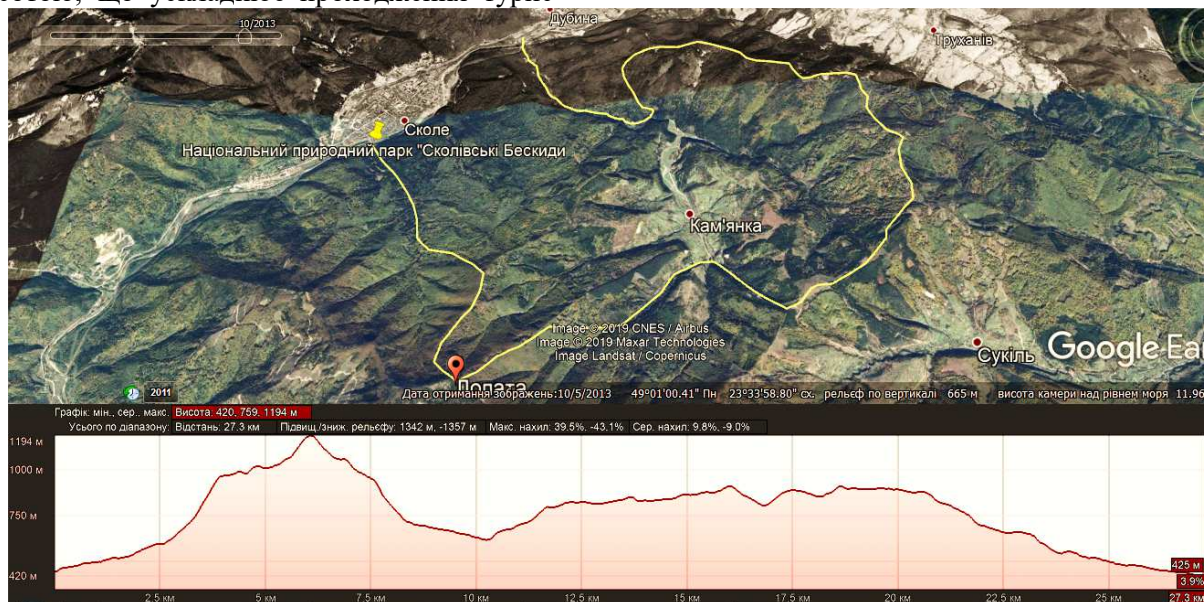 10/2013
Дубина
Труханів
Сколе
Національний природний парк "Сколівські Бескиди
Кам'янка
Image © 2019 CNES / Airbus
Image © 2019 Maxar Technologies
Image Landsat / Copernicus
Сукіль
Google Ea
Лопата
2011
Дата отримання зображень:10/5/2013 49°01'00.41" Пн 23°33'58.80" сх. рельєф по вертикалі 665 м висота камери над рівнем моря 11.96
Графік: мін., сер., макс. Висота: 420, 759, 1194 м
Усього по діапазону: Відстань: 27.3 км Підвищ./зниж. рельєфу: 1342 м, -1357 м Макс. нахил: 39.5%, -43.1% Сер. нахил: 9.8%, -9.0%
1194 м
1000 м
750 м
420 м
425 м
3.9%
2.5 км 5 км 7.5 км 10 км 12.5 км 15 км 17.5 км 20 км 22.5 км 25 км 27.3 км